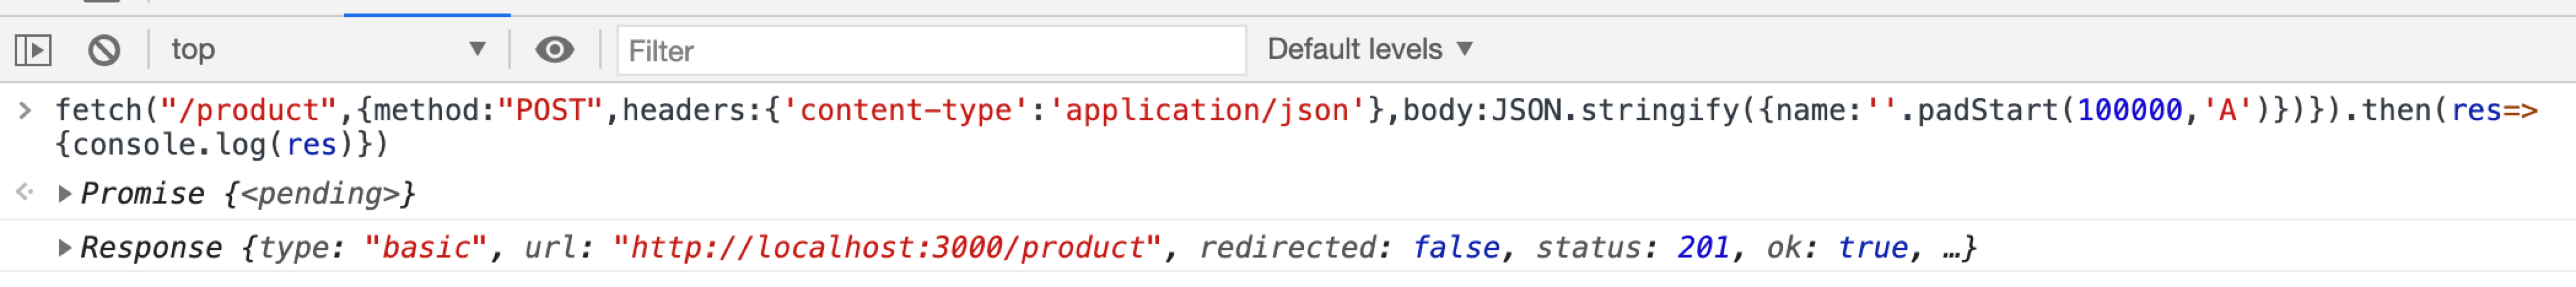 top Filter Default levels
fetch("/product",{method:"POST",headers:{'content-type':'application/json'},body:JSON.stringify({name:''.padStart(100000,'A')})}).then(res=>
{console.log(res)})
Promise {<pending>}
Response {type: "basic", url: "http://localhost:3000/product", redirected: false, status: 201, ok: true, …}